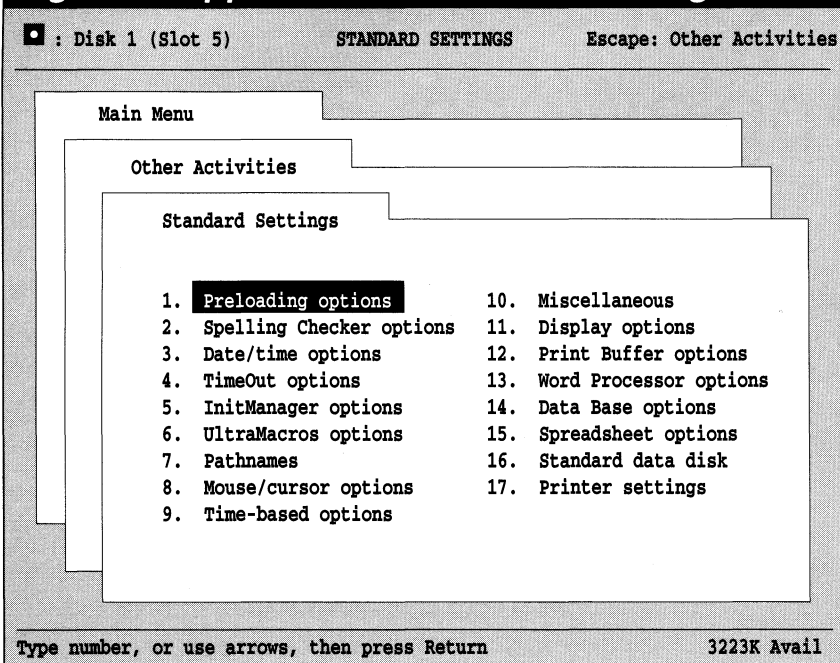 : Disk 1 (Slot 5) STANDARD SETTINGS Escape: Other Activities
Main Menu
Other Activities
Standard Settings
1. Preloading options
2. Spelling Checker options
3. Date/time options
4. TimeOut options
5. InitManager options
6. UltraMacros options
7. Pathnames
8. Mouse/cursor options
9. Time-based options
10. Miscellaneous
11. Display options
12. Print Buffer options
13. Word Processor options
14. Data Base options
15. Spreadsheet options
16. Standard data disk
17. Printer settings
Type number, or use arrows, then press Return 3223K Avail